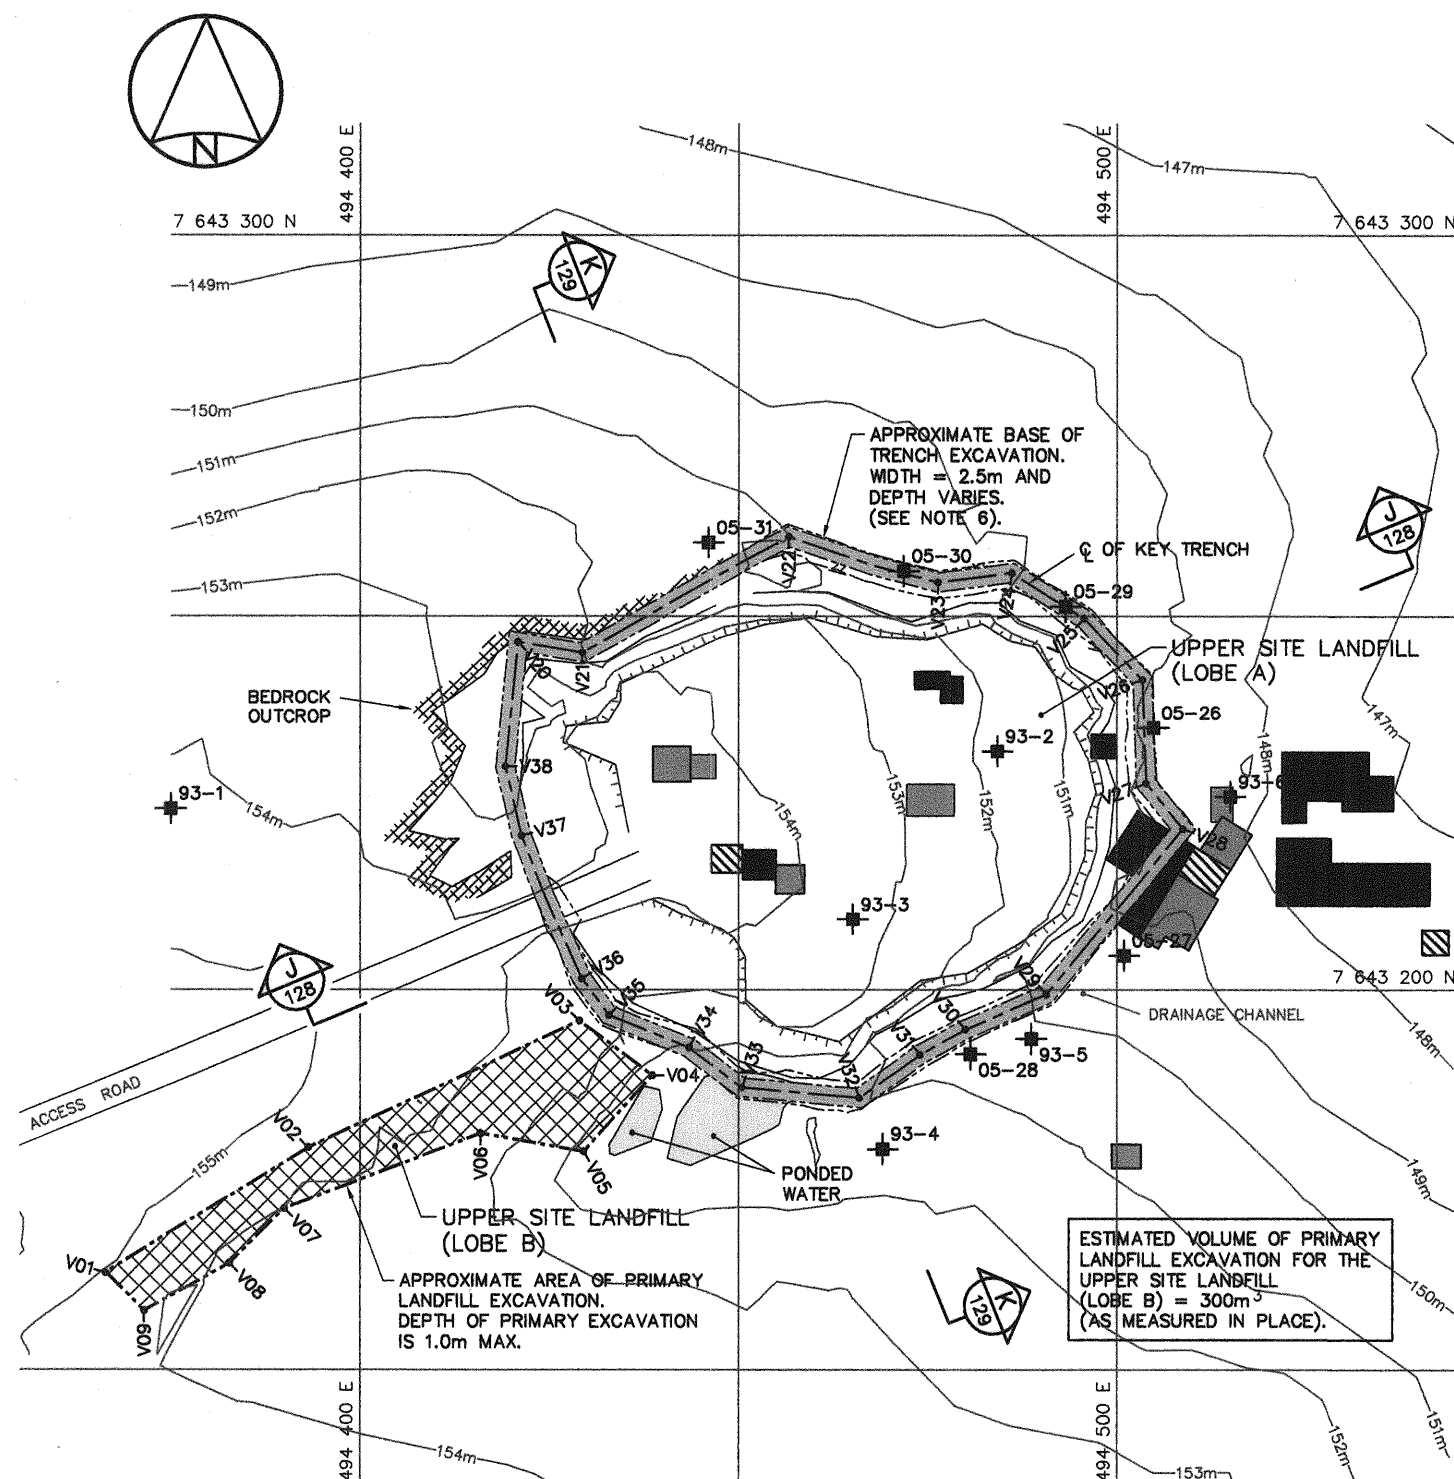 N
494 400 E
494 500 E
148m
147m
7 643 300 N
7 643 300 N
K
129
149m
150m
APPROXIMATE BASE OF
TRENCH EXCAVATION.
WIDTH = 2.5m AND
DEPTH VARIES.
(SEE NOTE 6).
151m
J
128
152m
05-31
05-30
℄ OF KEY TRENCH
V22
153m
05-29
V23
V24
V25
UPPER SITE LANDFILL
(LOBE A)
V21
V26
BEDROCK
OUTCROP
147m
05-26
93-2
148m
V38
93-1
153m
152m
151m
V27
93-6
154m
154m
V37
V28
93-3
05-27
V36
J
128
V29
7 643 200 N
V03
V35
V30
DRAINAGE CHANNEL
V34
V31
148m
V33
93-5
V32
05-28
V04
ACCESS ROAD
V02
93-4
V06
V05
155m
PONDED
WATER
149m
V07
UPPER SITE LANDFILL
(LOBE B)
V01
V08
APPROXIMATE AREA OF PRIMARY
LANDFILL EXCAVATION.
DEPTH OF PRIMARY EXCAVATION
IS 1.0m MAX.
V09
K
129
ESTIMATED VOLUME OF PRIMARY
LANDFILL EXCAVATION FOR THE
UPPER SITE LANDFILL
(LOBE B) = 300m³
(AS MEASURED IN PLACE).
150m
494 400 E
494 500 E
154m
151m
152m
153m